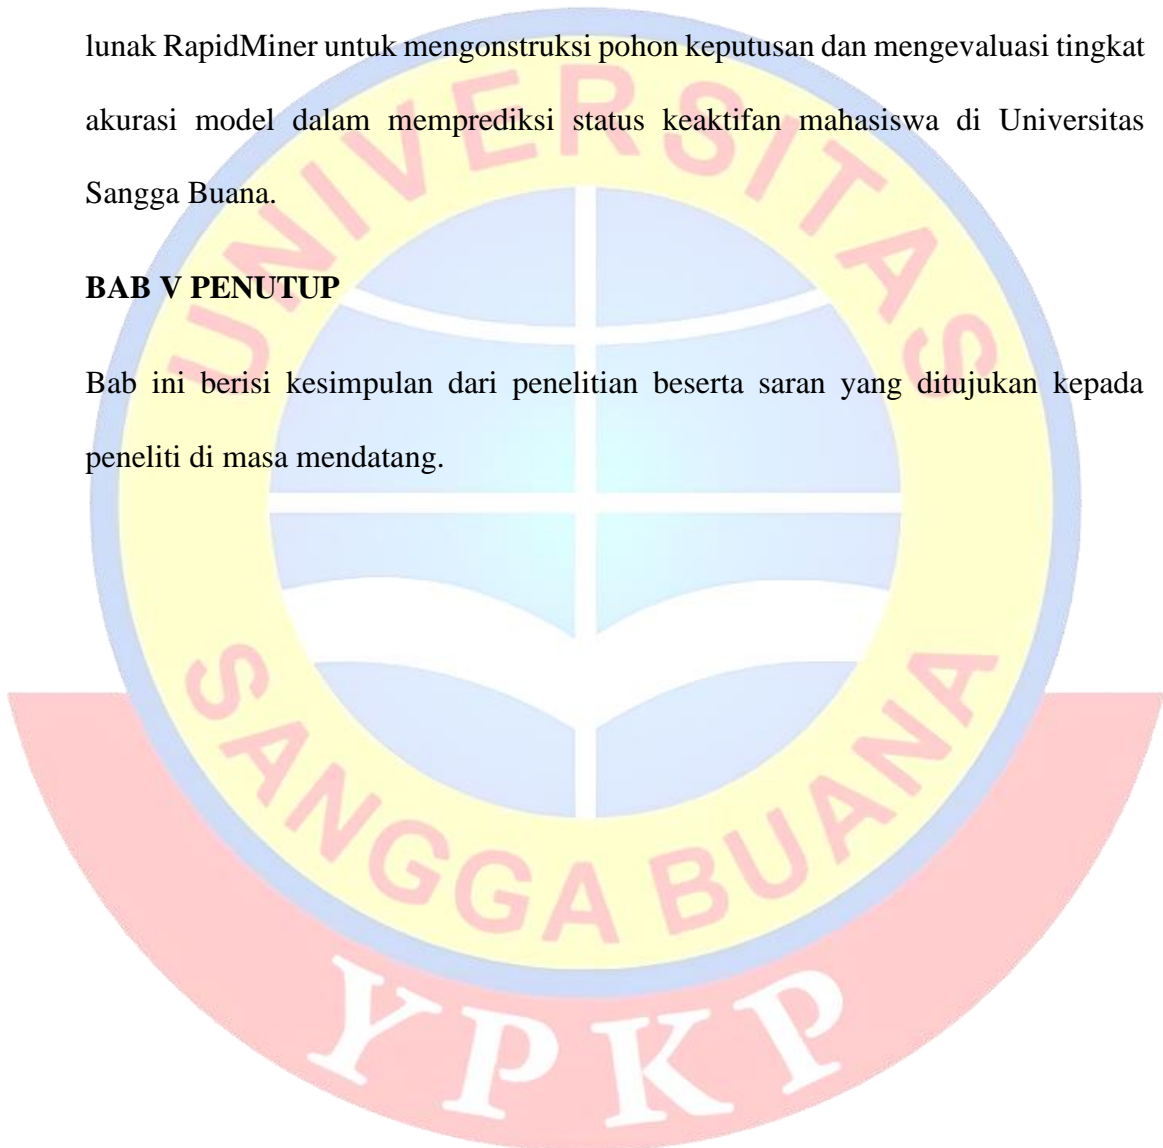 lunak RapidMiner untuk mengonstruksi pohon keputusan dan mengevaluasi tingkat
akurasi model dalam memprediksi status keaktifan mahasiswa di Universitas
Sangga Buana.
BAB V PENUTUP
Bab ini berisi kesimpulan dari penelitian beserta saran yang ditujukan kepada
peneliti di masa mendatang.
UNIVERSITAS
SANGGA BUANA
YPKP